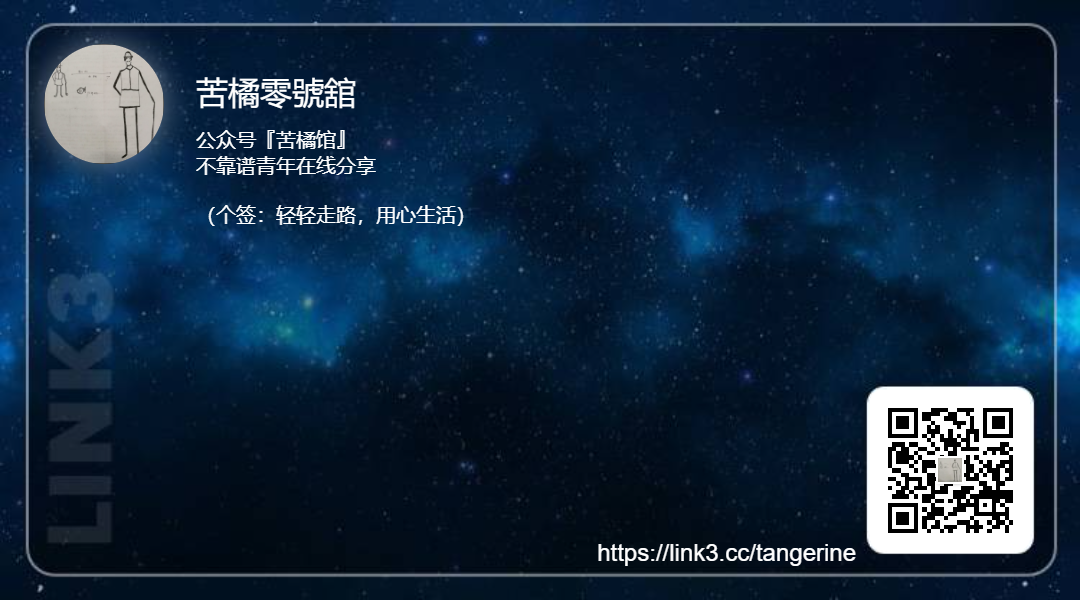 苦橘零號舘
公众号『苦橘馆』
不靠谱青年在线分享
（个签：轻轻走路，用心生活）
LINK3
https://link3.cc/tangerine